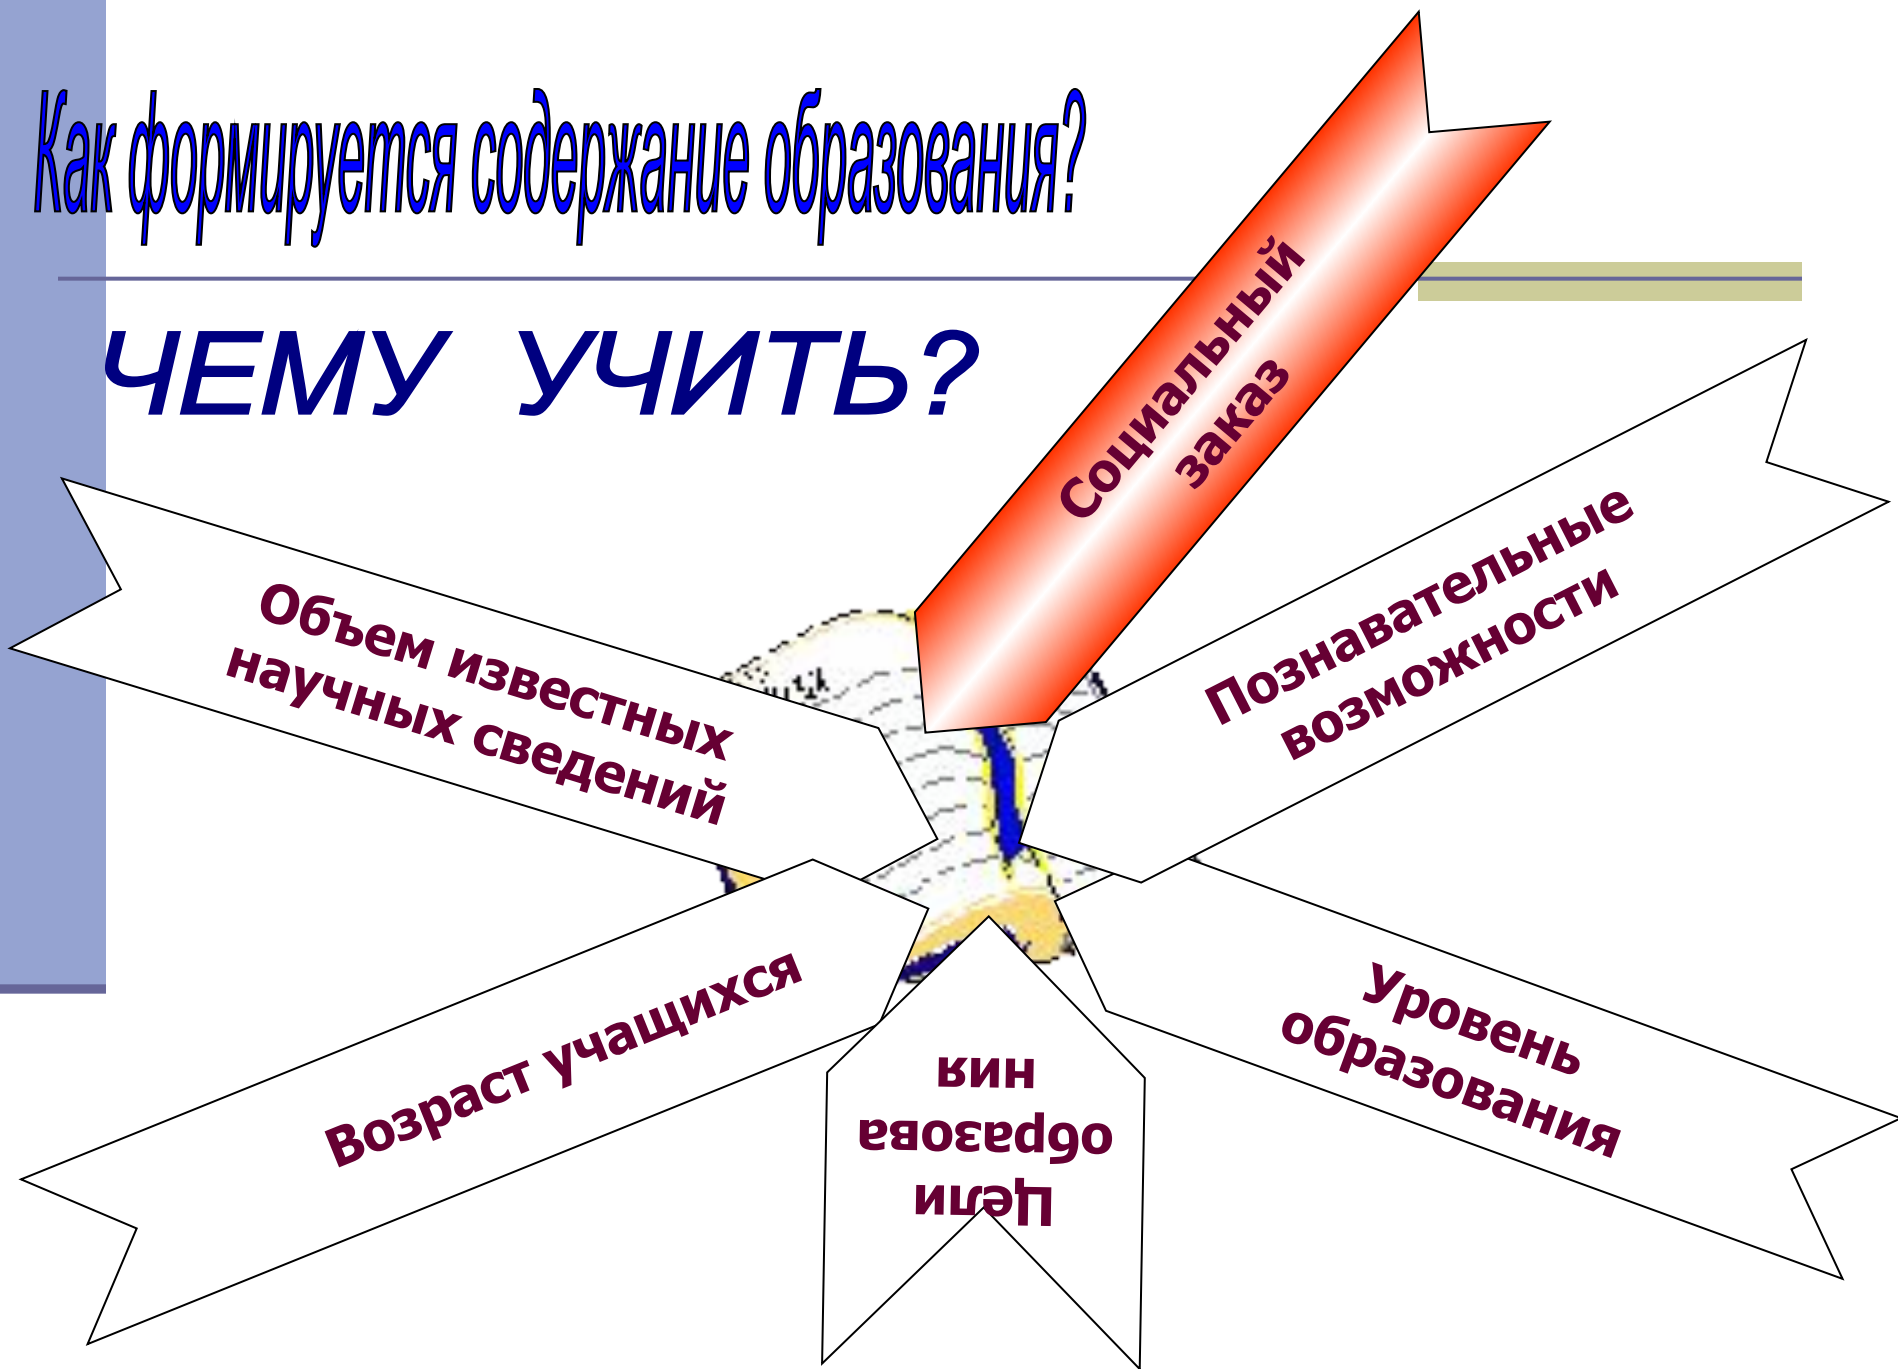 Как формируется содержание образования?
ЧЕМУ УЧИТЬ?
Социальный
заказ
Познавательные
возможности
Объем известных
научных сведений
Возраст учащихся
Уровень
образования
Цели
образова
ния